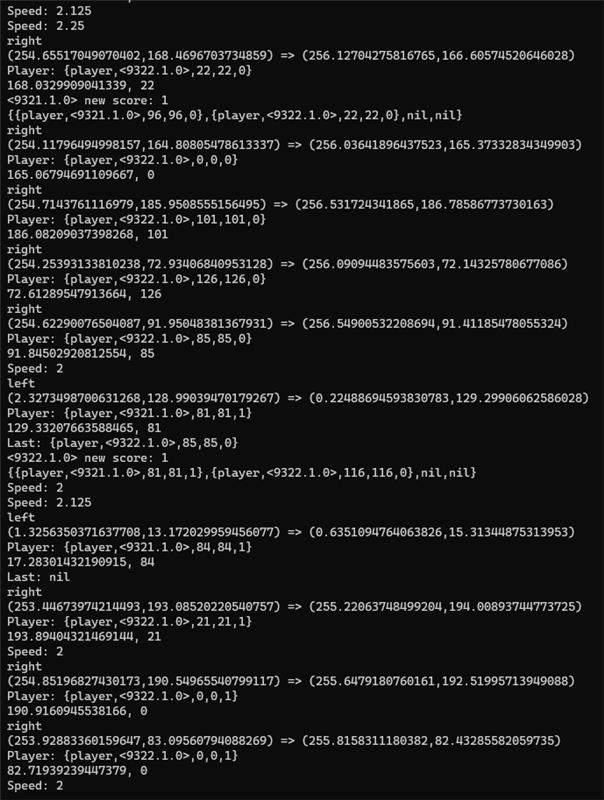 Speed: 2.125
Speed: 2.25
right
(254.65517049070402,168.4696703734859) => (256.12704275816765,166.60574520646028)
Player: {player,<9322.1.0>,22,22,0}
168.0329909041339, 22
<9321.1.0> new score: 1
{{player,<9321.1.0>,96,96,0},{player,<9322.1.0>,22,22,0},nil,nil}
right
(254.11796494998157,164.80805478613337) => (256.03641896437523,165.37332834349903)
Player: {player,<9322.1.0>,0,0,0}
165.06794691109667, 0
right
(254.7143761116979,185.9508555156495) => (256.531724341865,186.78586773730163)
Player: {player,<9322.1.0>,101,101,0}
186.08209037398268, 101
right
(254.25393133810238,72.93406840953128) => (256.09094483575603,72.14325780677086)
Player: {player,<9322.1.0>,126,126,0}
72.61289547913664, 126
right
(254.62290076504087,91.95048381367931) => (256.54900532208694,91.41185478055324)
Player: {player,<9322.1.0>,85,85,0}
91.84502920812554, 85
Speed: 2
left
(2.3273498700631268,128.99039470179267) => (0.22488694593830783,129.29906062586028)
Player: {player,<9321.1.0>,81,81,1}
129.33207663588465, 81
Last: {player,<9322.1.0>,85,85,0}
<9322.1.0> new score: 1
{{player,<9321.1.0>,81,81,1},{player,<9322.1.0>,116,116,0},nil,nil}
Speed: 2
Speed: 2.125
left
(1.3256350371637708,13.172029959456077) => (0.6351094764063826,15.31344875313953)
Player: {player,<9321.1.0>,84,84,1}
17.28301432190915, 84
Last: nil
right
(253.44673974214493,193.08520220540757) => (255.22063748499204,194.00893744773725)
Player: {player,<9322.1.0>,21,21,1}
193.89404321469144, 21
Speed: 2
right
(254.85196827430173,190.54965540799117) => (255.6479180760161,192.51995713949088)
Player: {player,<9322.1.0>,0,0,1}
190.9160945538166, 0
right
(253.92883360159647,83.09560794088269) => (255.8158311180382,82.43285582059735)
Player: {player,<9322.1.0>,0,0,1}
82.71939239447379, 0
Speed: 2